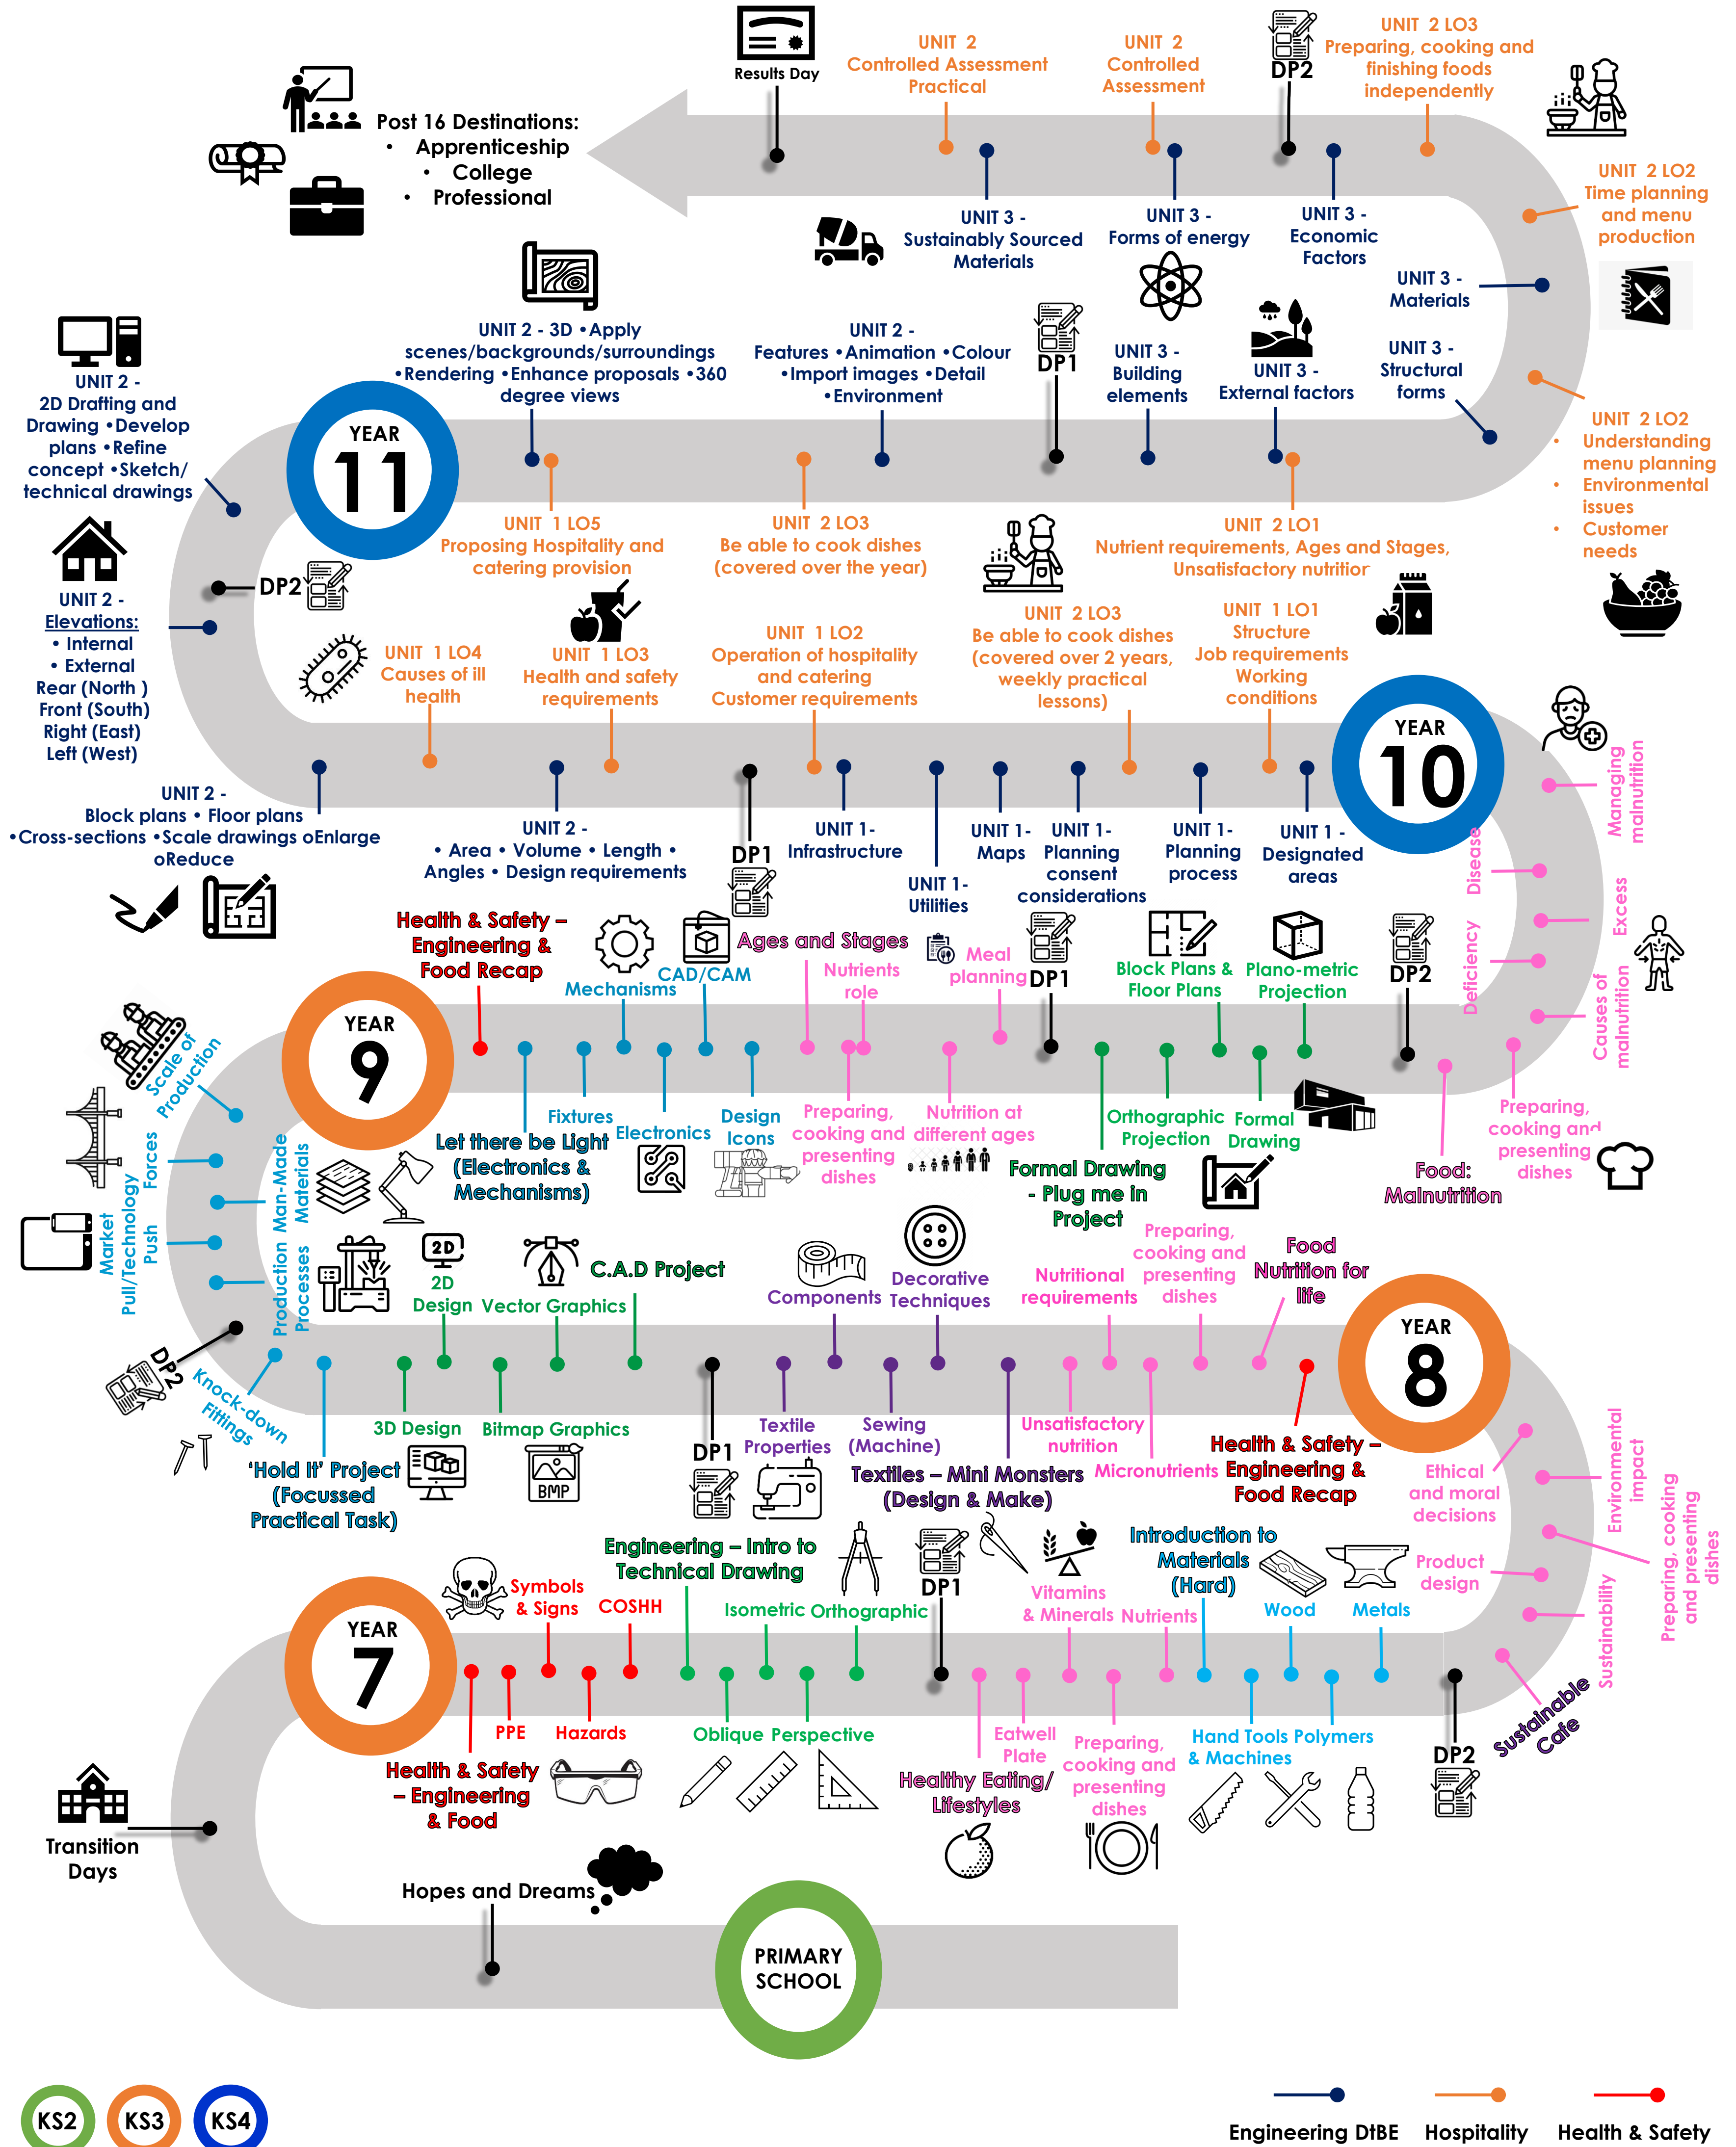 Results Day
UNIT 2
Controlled Assessment
Practical
UNIT 2
Controlled
Assessment
DP2
UNIT 2 LO3
Preparing, cooking and
finishing foods
independently
Post 16 Destinations:
• Apprenticeship
• College
• Professional
UNIT 2 LO2
Time planning
and menu
production
UNIT 3 -
Sustainably Sourced
Materials
UNIT 3 -
Forms of energy
UNIT 3 -
Economic
Factors
UNIT 3 -
Materials
UNIT 3 -
Structural
forms
UNIT 2 LO2
• Understanding
menu planning
• Environmental
issues
• Customer
needs
UNIT 2 -
2D Drafting and
Drawing •Develop
plans •Refine
concept •Sketch/
technical drawings
UNIT 2 - 3D •Apply
scenes/backgrounds/surroundings
•Rendering •Enhance proposals •360
degree views
UNIT 2 -
Features •Animation •Colour
•Import images •Detail
•Environment
DP1
UNIT 3 -
Building
elements
UNIT 3 -
External factors
YEAR
11
UNIT 1 LO5
Proposing Hospitality and
catering provision
UNIT 2 LO3
Be able to cook dishes
(covered over the year)
UNIT 2 LO1
Nutrient requirements, Ages and Stages,
Unsatisfactory nutrition
DP2
UNIT 2 -
Elevations:
• Internal
• External
Rear (North )
Front (South)
Right (East)
Left (West)
UNIT 1 LO4
Causes of ill
health
UNIT 1 LO3
Health and safety
requirements
UNIT 1 LO2
Operation of hospitality
and catering
Customer requirements
UNIT 2 LO3
Be able to cook dishes
(covered over 2 years,
weekly practical
lessons)
UNIT 1 LO1
Structure
Job requirements
Working
conditions
YEAR
10
UNIT 2 -
Block plans • Floor plans
•Cross-sections •Scale drawings oEnlarge
oReduce
UNIT 2 -
• Area • Volume • Length •
Angles • Design requirements
DP1
UNIT 1-
Infrastructure
UNIT 1-
Utilities
UNIT 1-
Maps
UNIT 1-
Planning
consent
considerations
UNIT 1-
Planning
process
UNIT 1 -
Designated
areas
Managing
malnutrition
Disease
Excess
Deficiency
Causes of
malnutrition
Preparing,
cooking and
presenting
dishes
Food:
Malnutrition
Health & Safety –
Engineering &
Food Recap
Mechanisms
CAD/CAM
Ages and Stages
Nutrients
role
Meal
planning
DP1
Block Plans &
Floor Plans
Plano-metric
Projection
DP2
YEAR
9
Let there be Light
(Electronics &
Mechanisms)
Fixtures
Electronics
Design
Icons
Preparing,
cooking and
presenting
dishes
Nutrition at
different ages
Formal Drawing
- Plug me in
Project
Orthographic
Projection
Formal
Drawing
Scale of
Production
Forces
Man-Made
Materials
Market
Pull/Technology
Push
Production
Processes
DP2
Knock-down
Fittings
2D
2D
Design
Vector Graphics
C.A.D Project
Components
Decorative
Techniques
Nutritional
requirements
Preparing,
cooking and
presenting
dishes
Food
Nutrition for
life
YEAR
8
'Hold It' Project
(Focussed
Practical Task)
3D Design
Bitmap Graphics
BMP
DP1
Textile
Properties
Sewing
(Machine)
Textiles – Mini Monsters
(Design & Make)
Unsatisfactory
nutrition
Micronutrients
Health & Safety –
Engineering &
Food Recap
Ethical
and moral
decisions
Environmental
impact
Preparing, cooking
and presenting
dishes
Product
design
Sustainability
Sustainable
Cafe
Symbols
& Signs
COSHH
Engineering – Intro to
Technical Drawing
Isometric
Orthographic
DP1
Vitamins
& Minerals
Nutrients
Introduction to
Materials
(Hard)
Wood
Metals
YEAR
7
Health & Safety
– Engineering
& Food
PPE
Hazards
Oblique
Perspective
Healthy Eating/
Lifestyles
Eatwell
Plate
Preparing,
cooking and
presenting
dishes
Hand Tools
& Machines
Polymers
DP2
Transition
Days
Hopes and Dreams
PRIMARY
SCHOOL
KS2
KS3
KS4
Engineering DtBE
Hospitality
Health & Safety